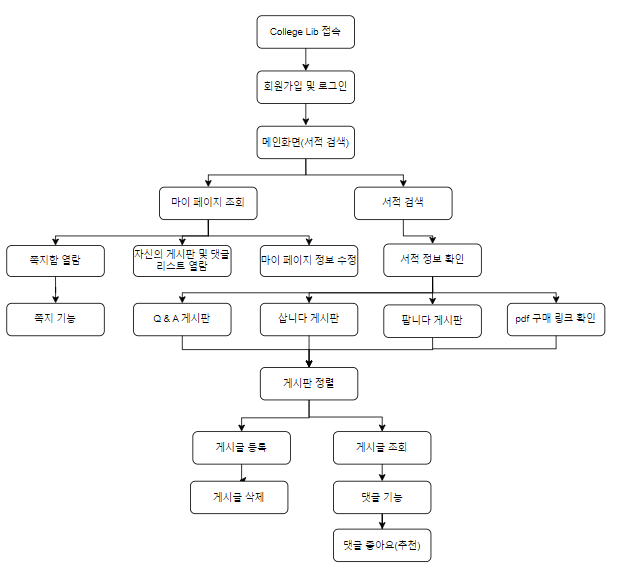 College Lib 접속
회원가입 및 로그인
메인화면(서적 검색)
마이 페이지 조회
서적 검색
쪽지함 열람
자신의 게시판 및 댓글
리스트 열람
마이 페이지 정보 수정
서적 정보 확인
쪽지 기능
Q & A 게시판
삽니다 게시판
팝니다 게시판
pdf 구매 링크 확인
게시판 정렬
게시글 등록
게시글 조회
게시글 삭제
댓글 기능
댓글 좋아요(추천)